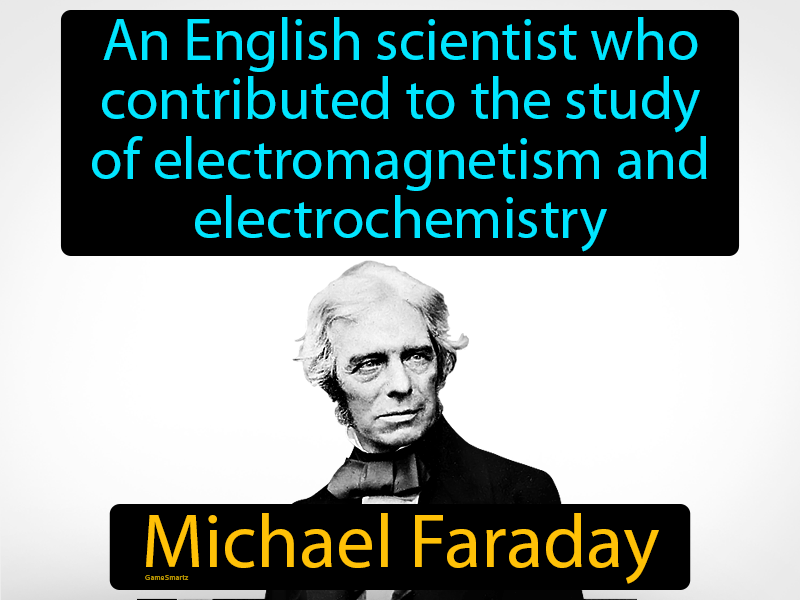 An English scientist who
contributed to the study
of electromagnetism and
electrochemistry
Michael Faraday
GameSmartz